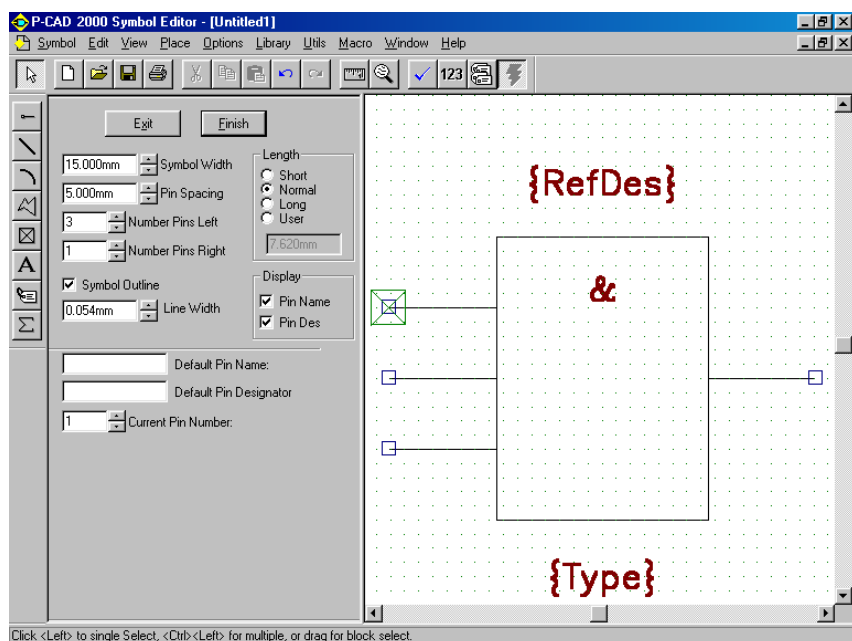 P-CAD 2000 Symbol Editor - [Untitled1]
Symbol Edit View Place Options Library Utils Macro Window Help
123
A
Σ
Exit
Finish
15.000mm Symbol Width
5.000mm Pin Spacing
3 Number Pins Left
1 Number Pins Right
Symbol Outline
0.054mm Line Width
Length
Short
Normal
Long
User
7.620mm
Display
Pin Name
Pin Des
Default Pin Name:
Default Pin Designator
1 Current Pin Number:
{RefDes}
&
{Type}
Click <Left> to single Select, <Ctrl><Left> for multiple, or drag for block select.